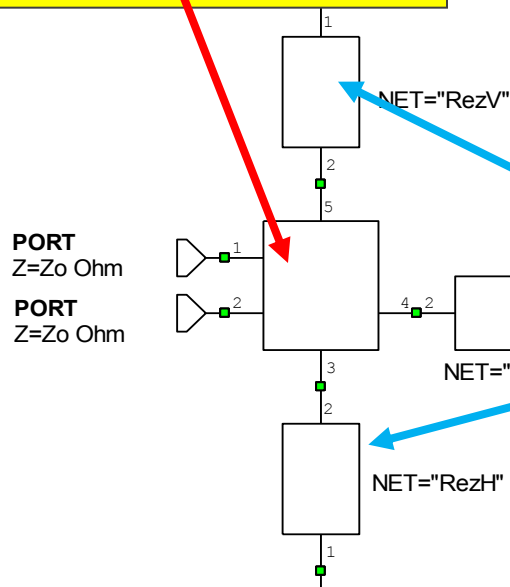 1
NET="RezV"
2
5
PORT
Z=Zo Ohm
1
PORT
Z=Zo Ohm
2
4 2
3
NET="
2
NET="RezH"
1